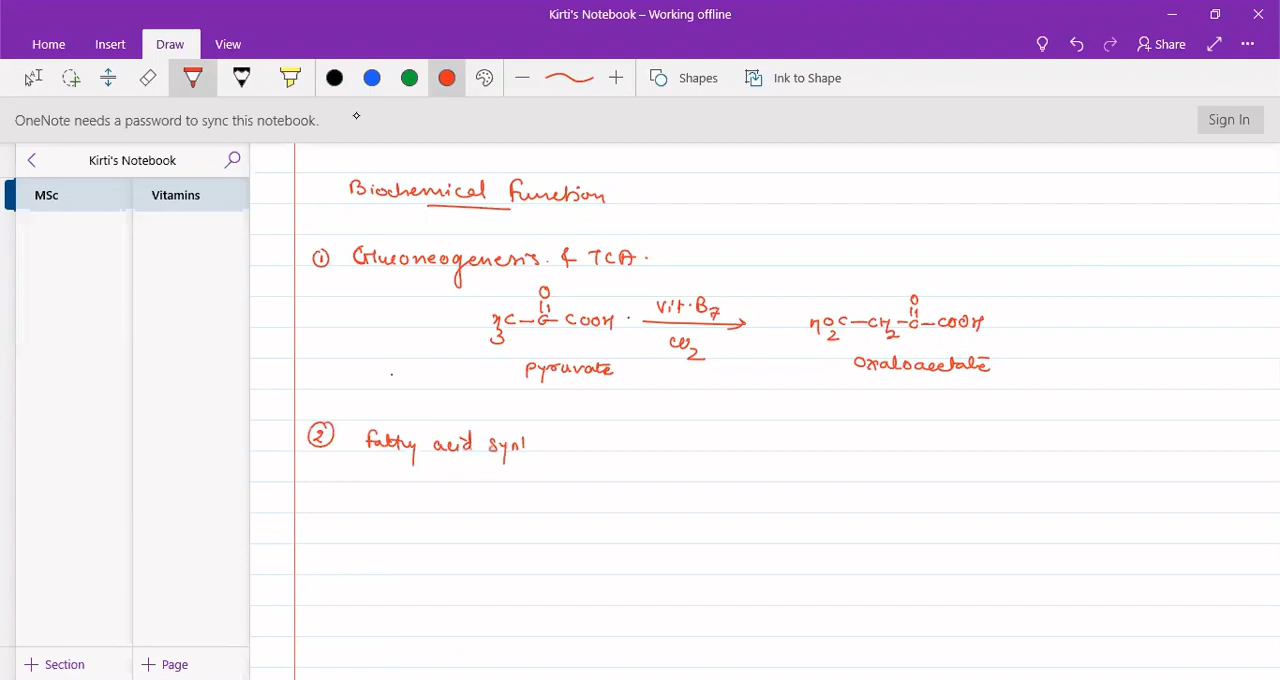 Kirti's Notebook – Working offline
Home Insert Draw View Share
Shapes Ink to Shape
OneNote needs a password to sync this notebook. Sign In
Kirti's Notebook
MSc Vitamins
Biochemical Function
① Gluconeogenesis & TCA.
O O
H3C–C–COOH Vit. B7 HO2C–CH2–C–COOH
CO2
pyruvate oxaloacetate
② Fatty acid syn
+ Section + Page